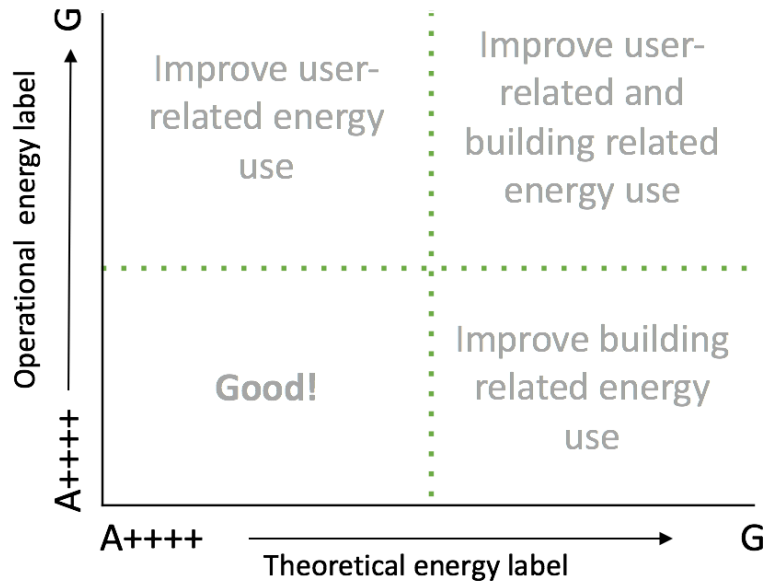 G
Operational energy label
A++++
Improve user-
related energy
use
Improve user-
related and
building related
energy use
Good!
Improve building
related energy
use
A++++
G
Theoretical energy label